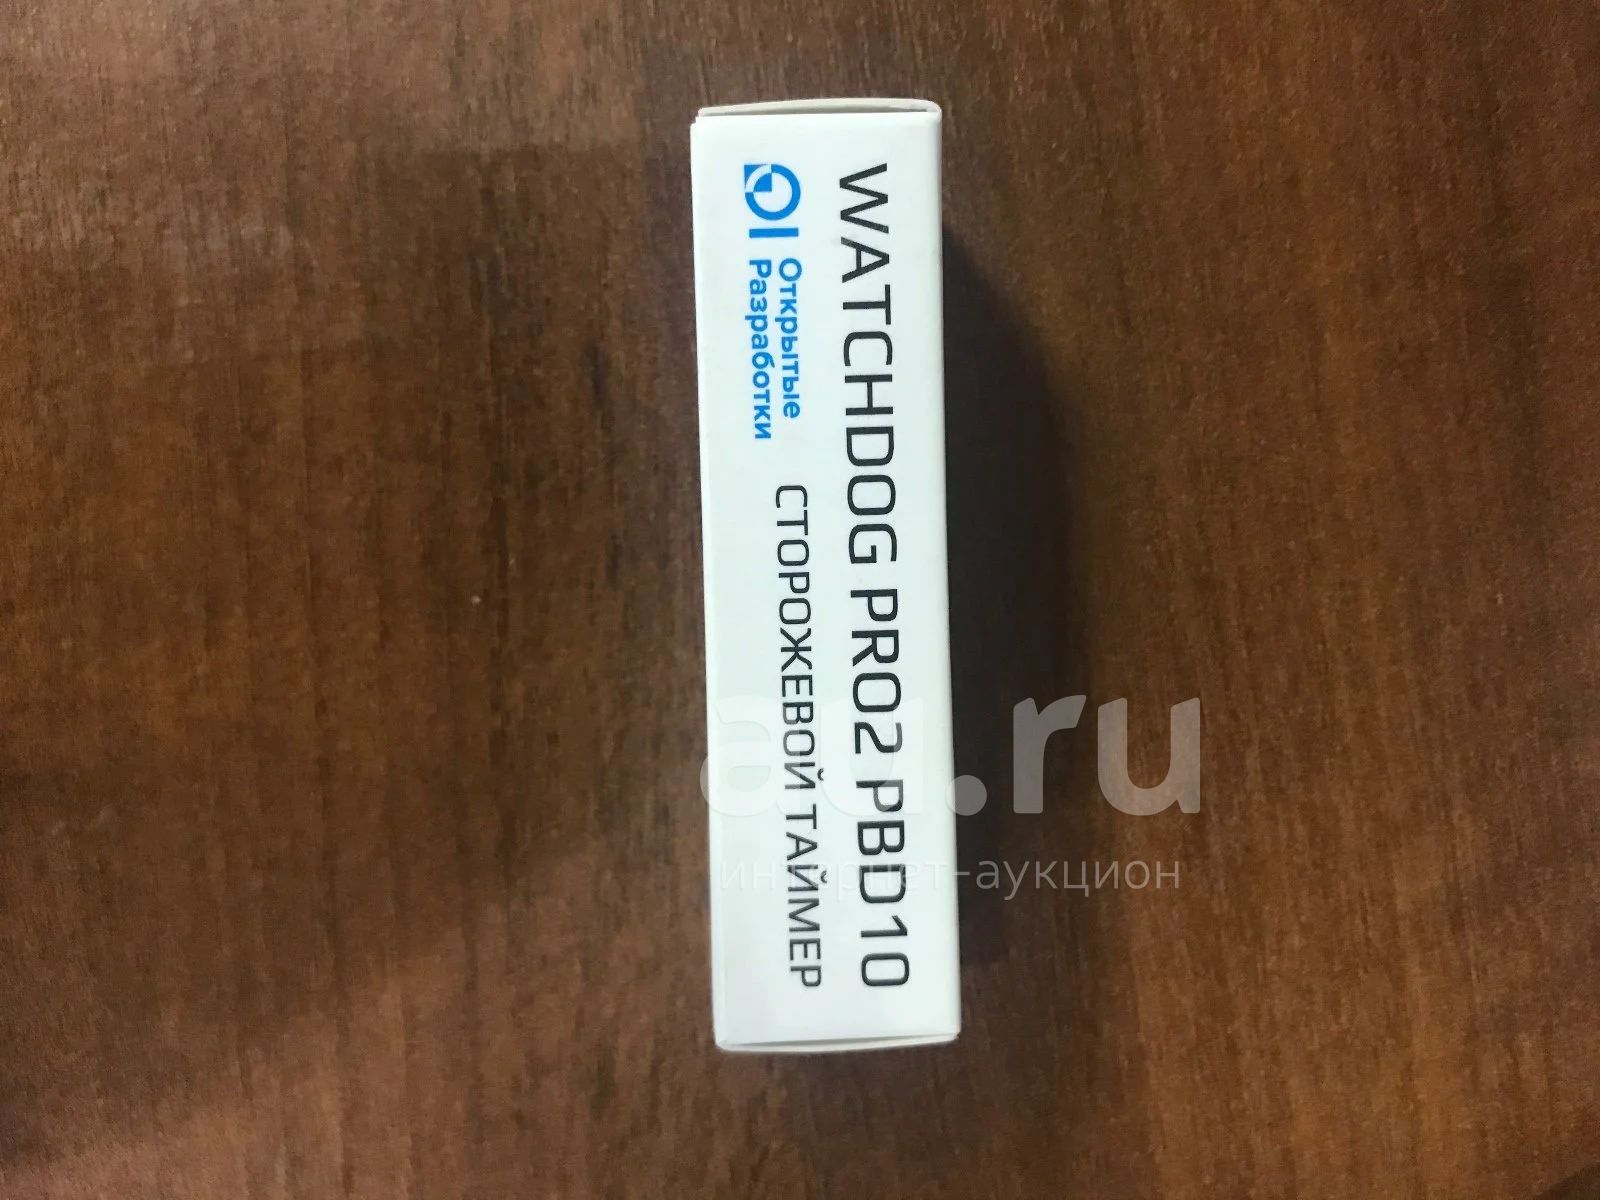 WATCHDOG PRO2 PBD10
Открытые
Разработки
СТОРОЖЕВОЙ ТАЙМЕР
au.ru
интернет-аукцион